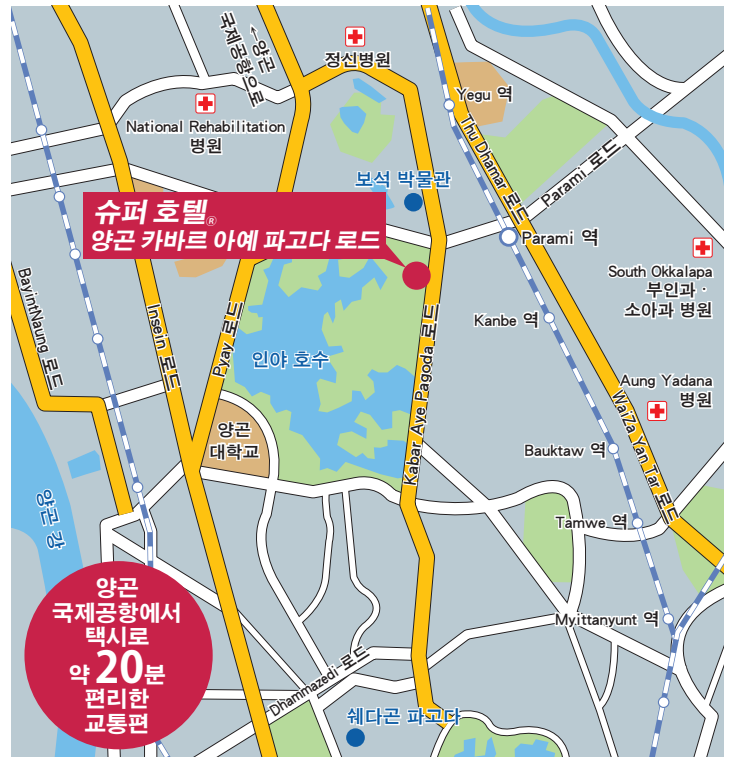 ←양곤
국제공항으로
정신병원
National Rehabilitation
병원
Yegu 역
Thu Dhamar 로드
Parami 로드
보석 박물관
슈퍼 호텔®
양곤 카바르 아예 파고다 로드
Parami 역
South Okkalapa
부인과 ·
소아과 병원
BayintNaung 로드
Insein 로드
Pyay 로드
인야 호수
Kabar Aye Pagoda 로드
Kanbe 역
Aung Yadana
병원
WaiZa Yan Tar 로드
양곤
대학교
Bauktaw 역
양곤 강
Tamwe 역
양곤
국제공항에서
택시로
약 20분
편리한
교통편
Myittanyunt 역
Dhammazedi 로드
쉐다곤 파고다